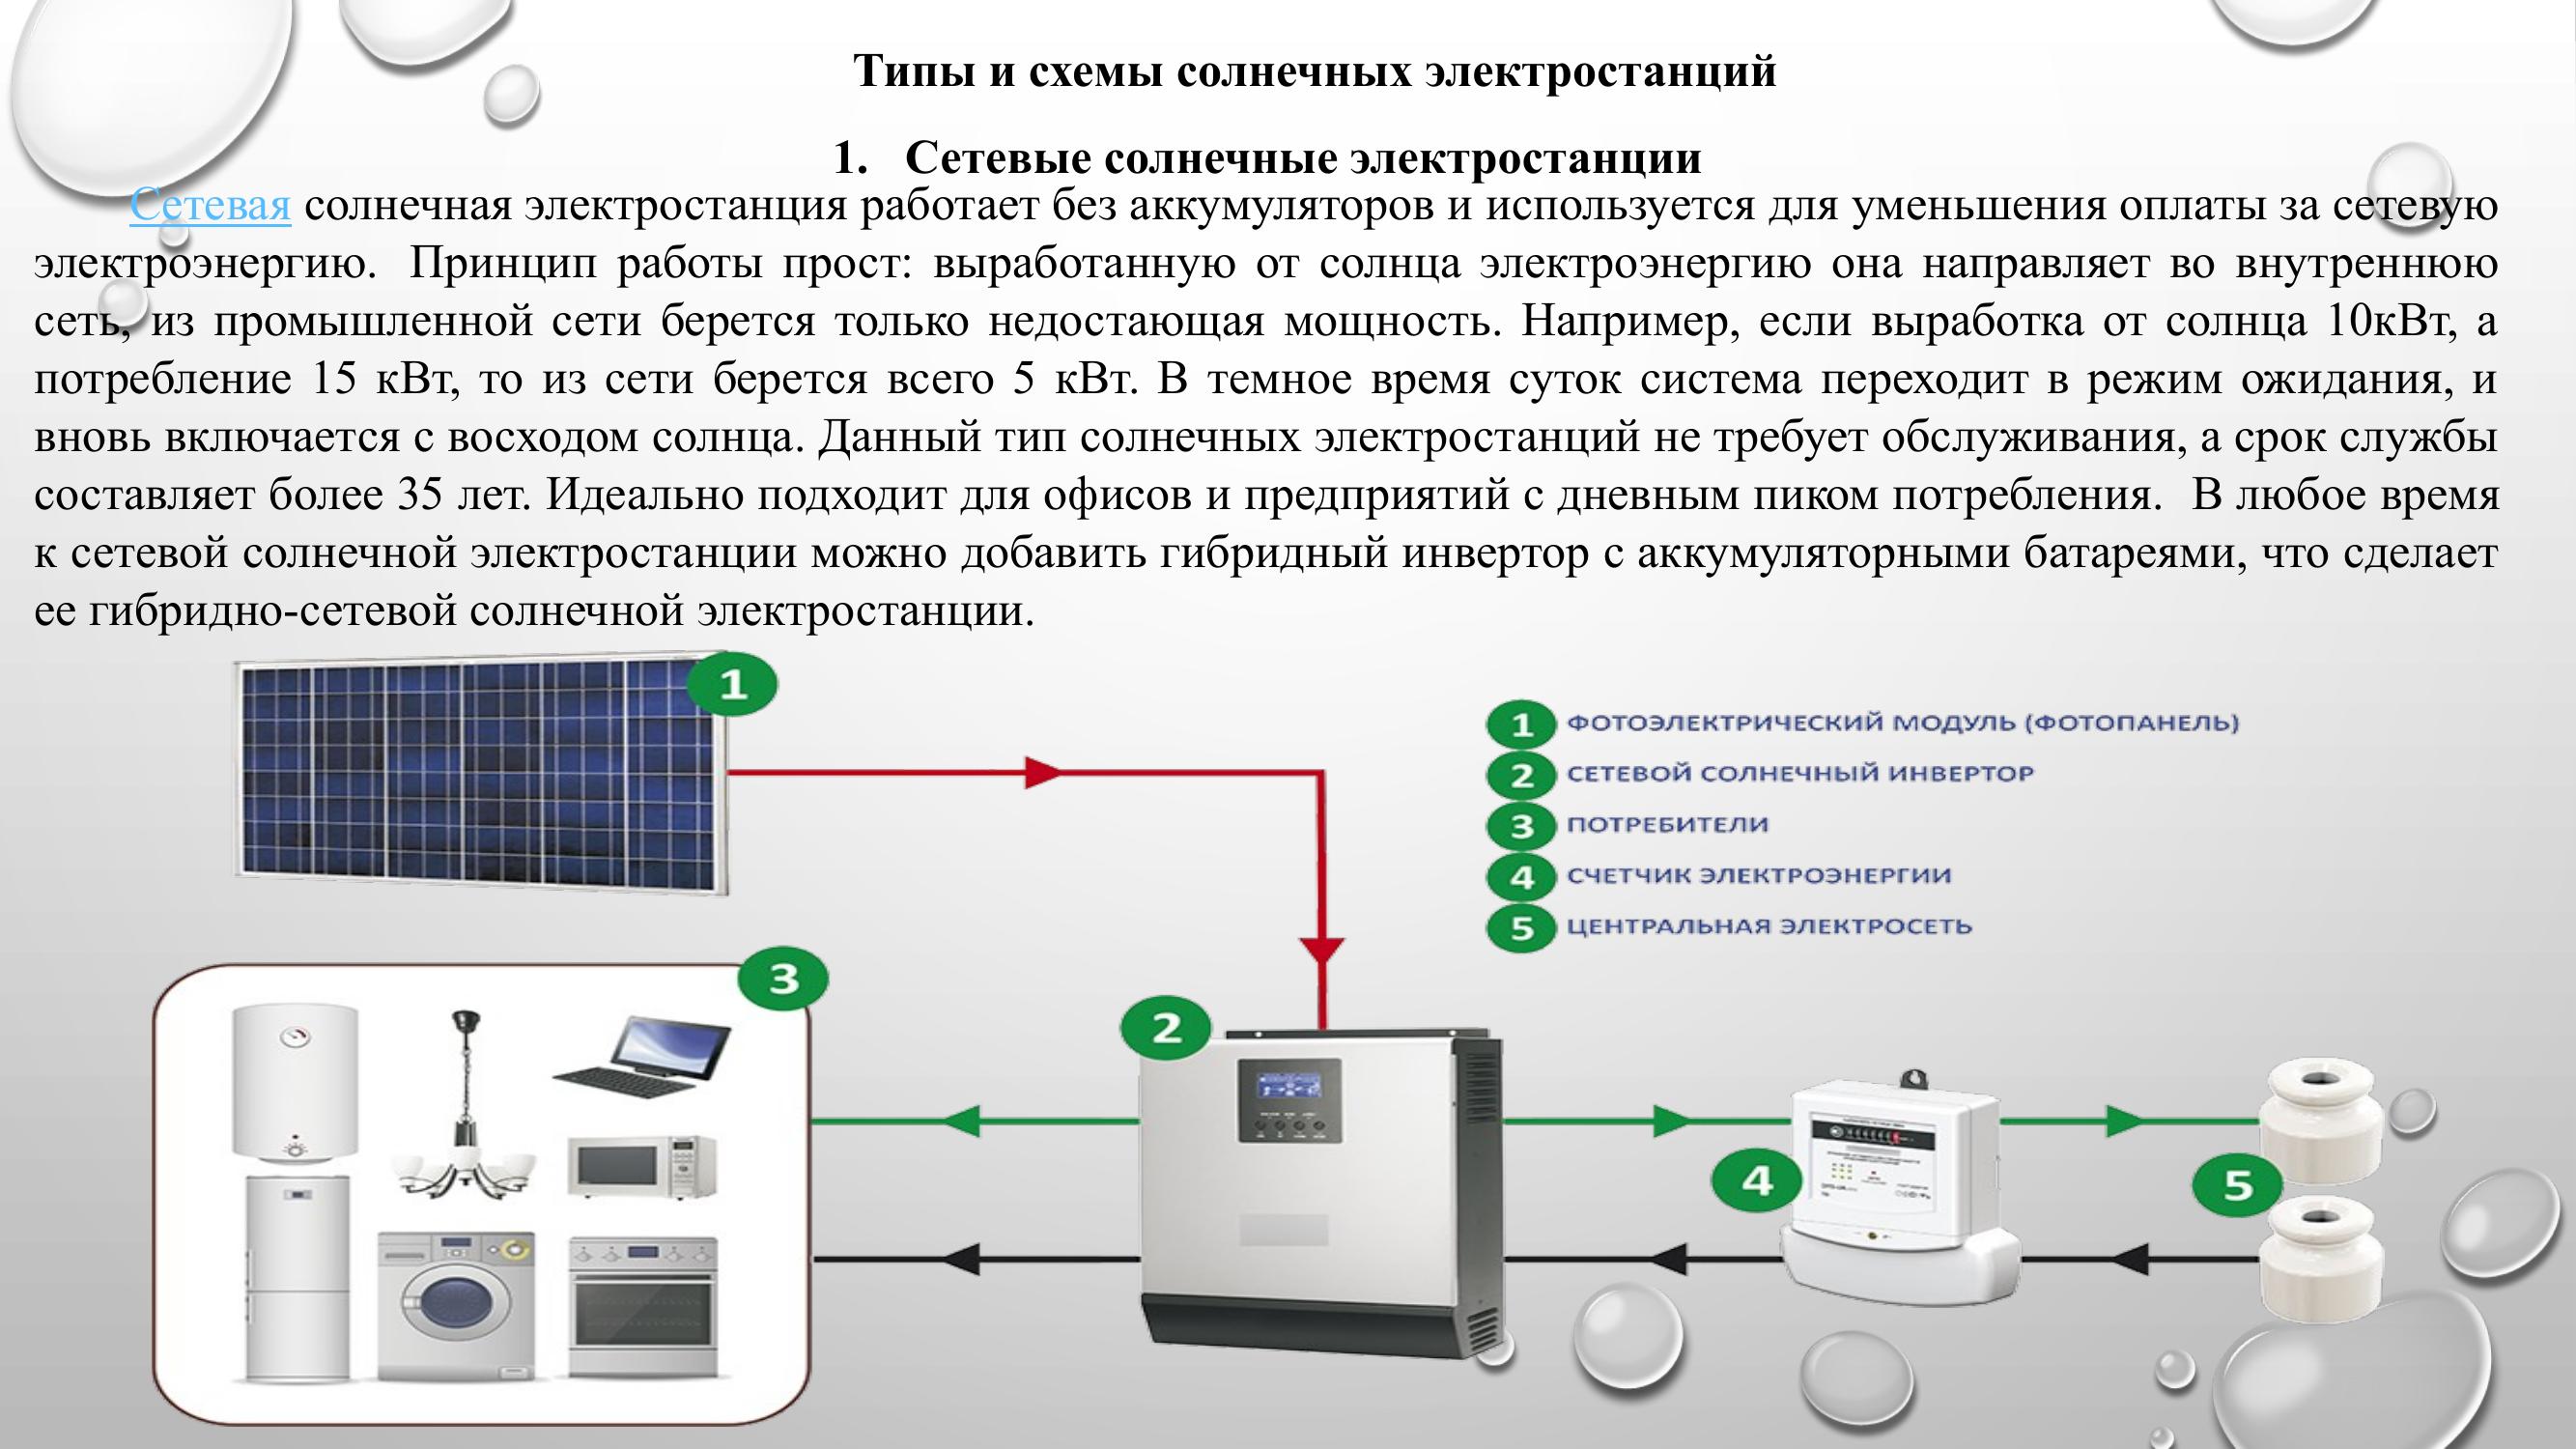 Типы и схемы солнечных электростанций
1. Сетевые солнечные электростанции
Сетевая солнечная электростанция работает без аккумуляторов и используется для уменьшения оплаты за сетевую
электроэнергию. Принцип работы прост: выработанную от солнца электроэнергию она направляет во внутреннюю
сеть, из промышленной сети берется только недостающая мощность. Например, если выработка от солнца 10кВт, а
потребление 15 кВт, то из сети берется всего 5 кВт. В темное время суток система переходит в режим ожидания, и
вновь включается с восходом солнца. Данный тип солнечных электростанций не требует обслуживания, а срок службы
составляет более 35 лет. Идеально подходит для офисов и предприятий с дневным пиком потребления. В любое время
к сетевой солнечной электростанции можно добавить гибридный инвертор с аккумуляторными батареями, что сделает
ее гибридно-сетевой солнечной электростанции.
1
1 ФОТОЭЛЕКТРИЧЕСКИЙ МОДУЛЬ (ФОТОПАНЕЛЬ)
2 СЕТЕВОЙ СОЛНЕЧНЫЙ ИНВЕРТОР
3 ПОТРЕБИТЕЛИ
4 СЧЕТЧИК ЭЛЕКТРОЭНЕРГИИ
5 ЦЕНТРАЛЬНАЯ ЭЛЕКТРОСЕТЬ
3
2
4
5